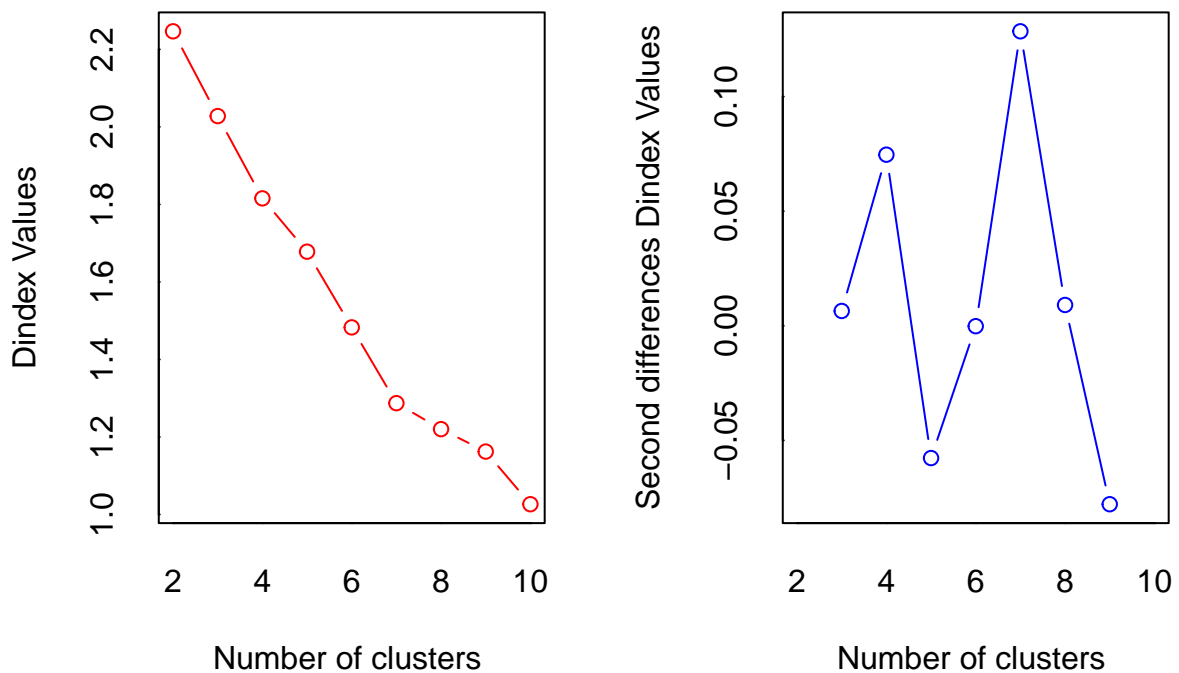 Dindex Values
2.2
2.0
1.8
1.6
1.4
1.2
1.0
2 4 6 8 10
Number of clusters
Second differences Dindex Values
0.10
0.05
0.00
−0.05
2 4 6 8 10
Number of clusters